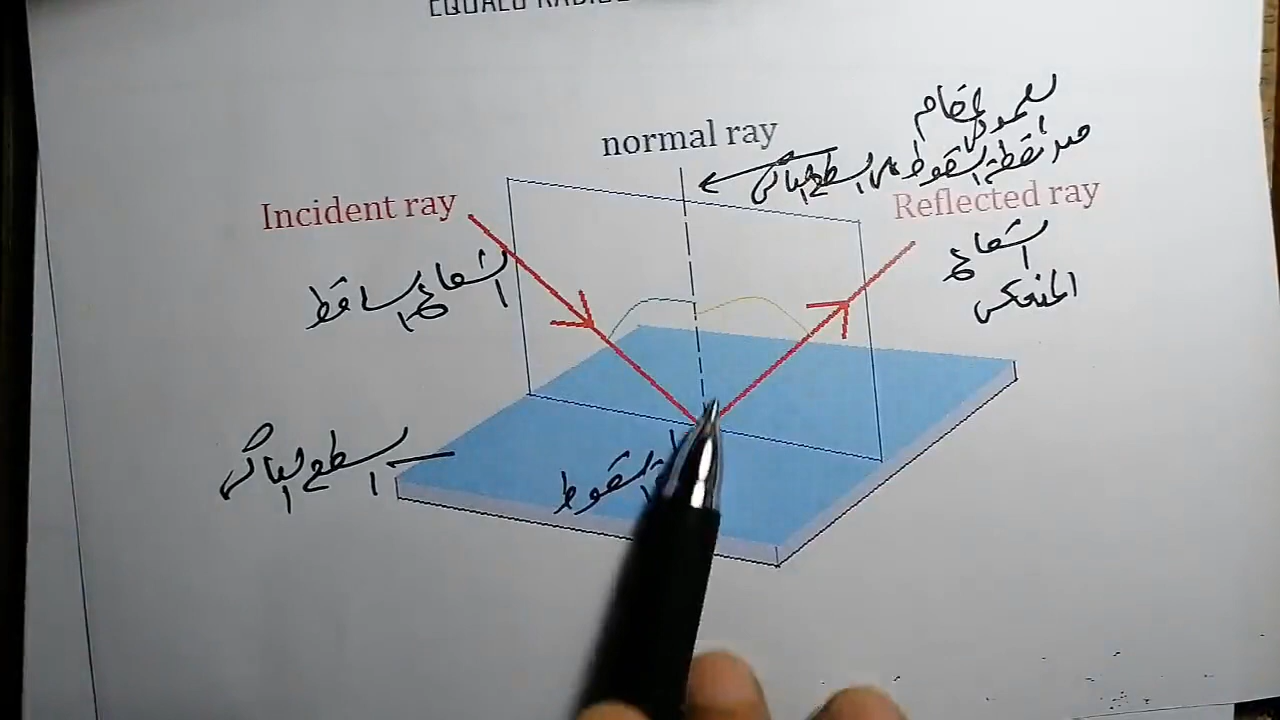 normal ray
العمود المقام
من نقطة السقوط على السطح العاكس
Incident ray
Reflected ray
الشعاع الساقط
الشعاع
المنعكس
السطح العاكس
السقوط